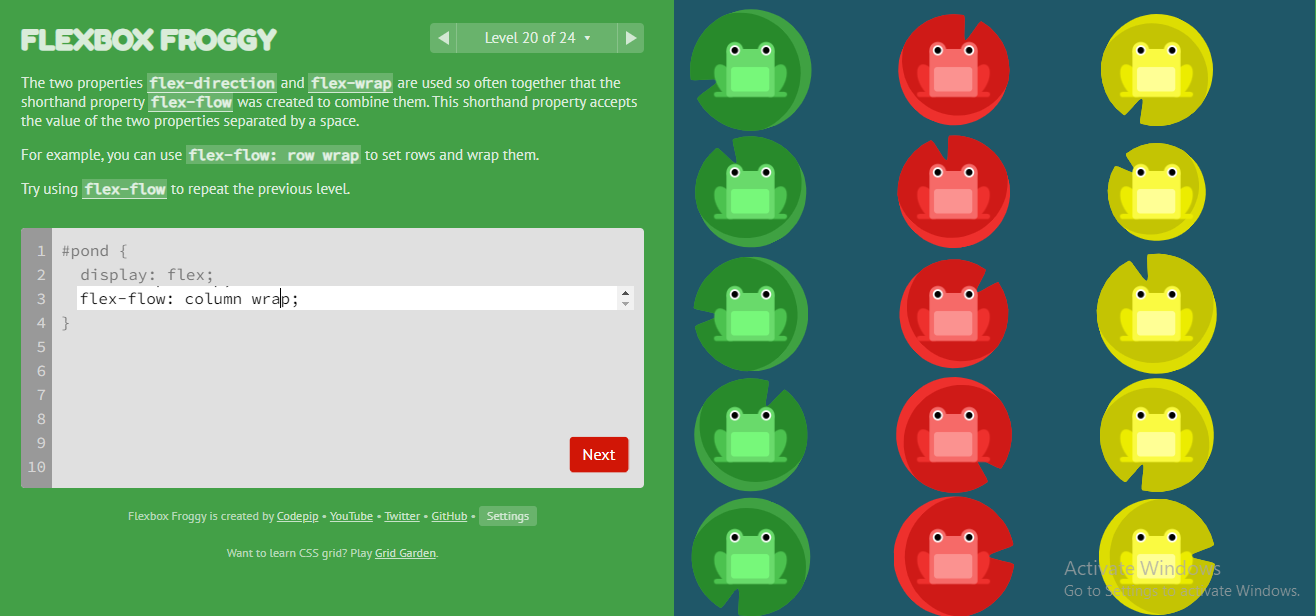 FLEXBOX FROGGY
◀ Level 20 of 24 ▾ ▶
The two properties flex-direction and flex-wrap are used so often together that the
shorthand property flex-flow was created to combine them. This shorthand property accepts
the value of the two properties separated by a space.
For example, you can use flex-flow: row wrap to set rows and wrap them.
Try using flex-flow to repeat the previous level.
1 #pond {
2 display: flex;
3 flex-flow: column wrap;
4 }
5
6
7
8
9
10
Next
Flexbox Froggy is created by Codepip • YouTube • Twitter • GitHub • Settings
Want to learn CSS grid? Play Grid Garden.
Activate Windows
Go to Settings to activate Windows.